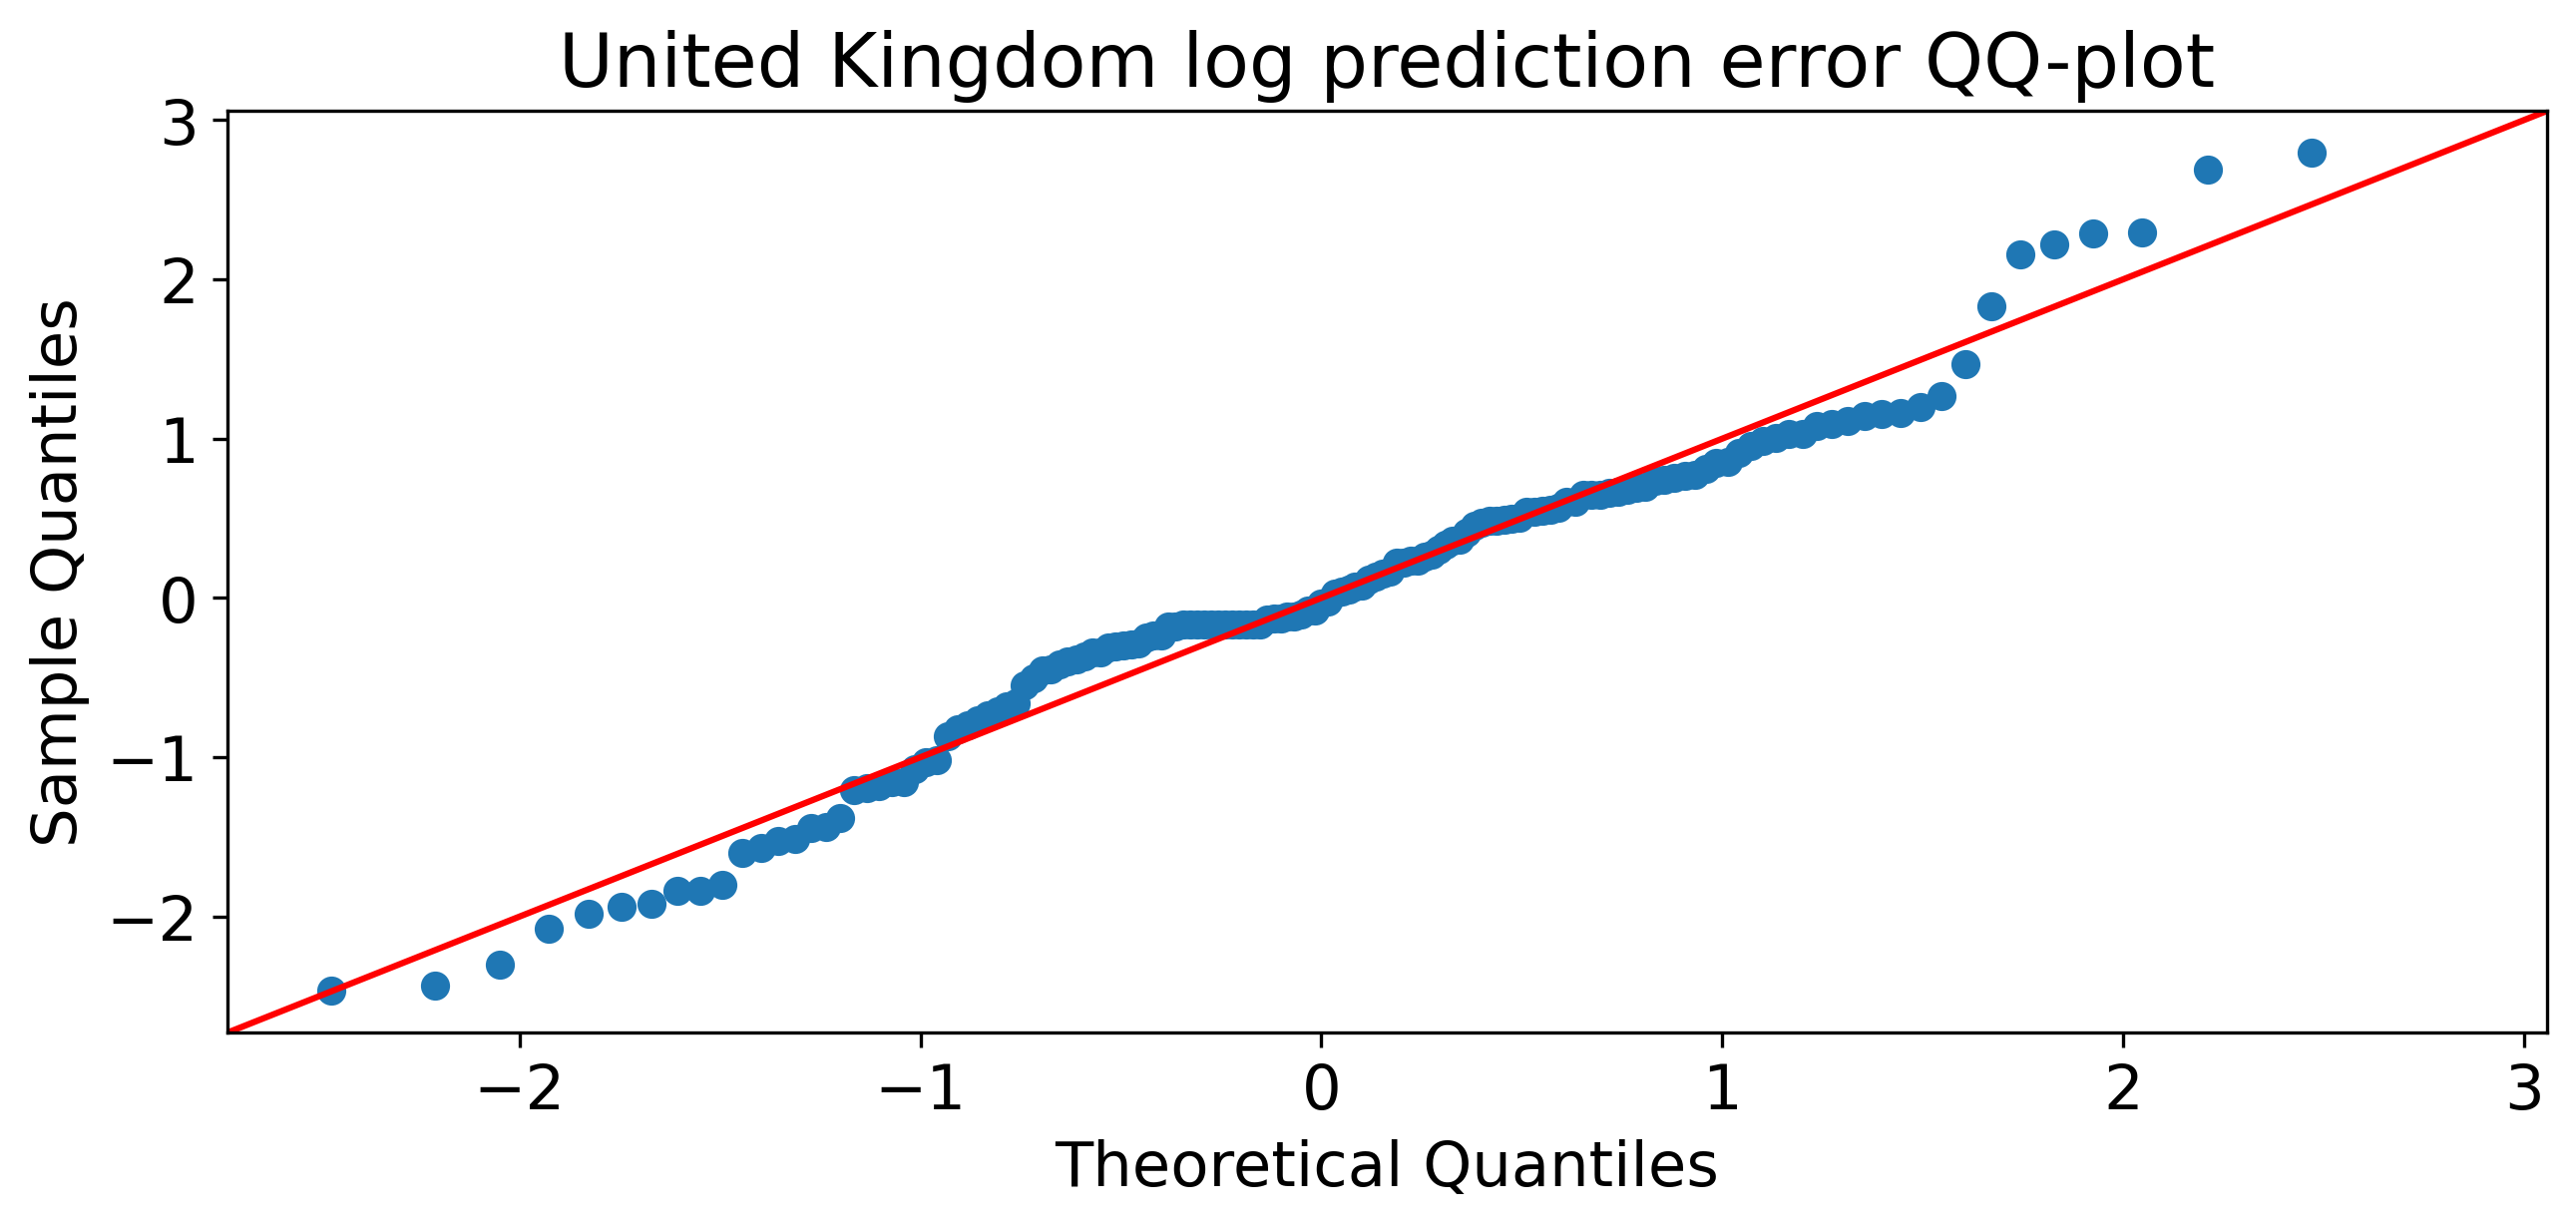 United Kingdom log prediction error QQ-plot
3
2
1
0
−1
−2
Sample Quantiles
−2 −1 0 1 2 3
Theoretical Quantiles